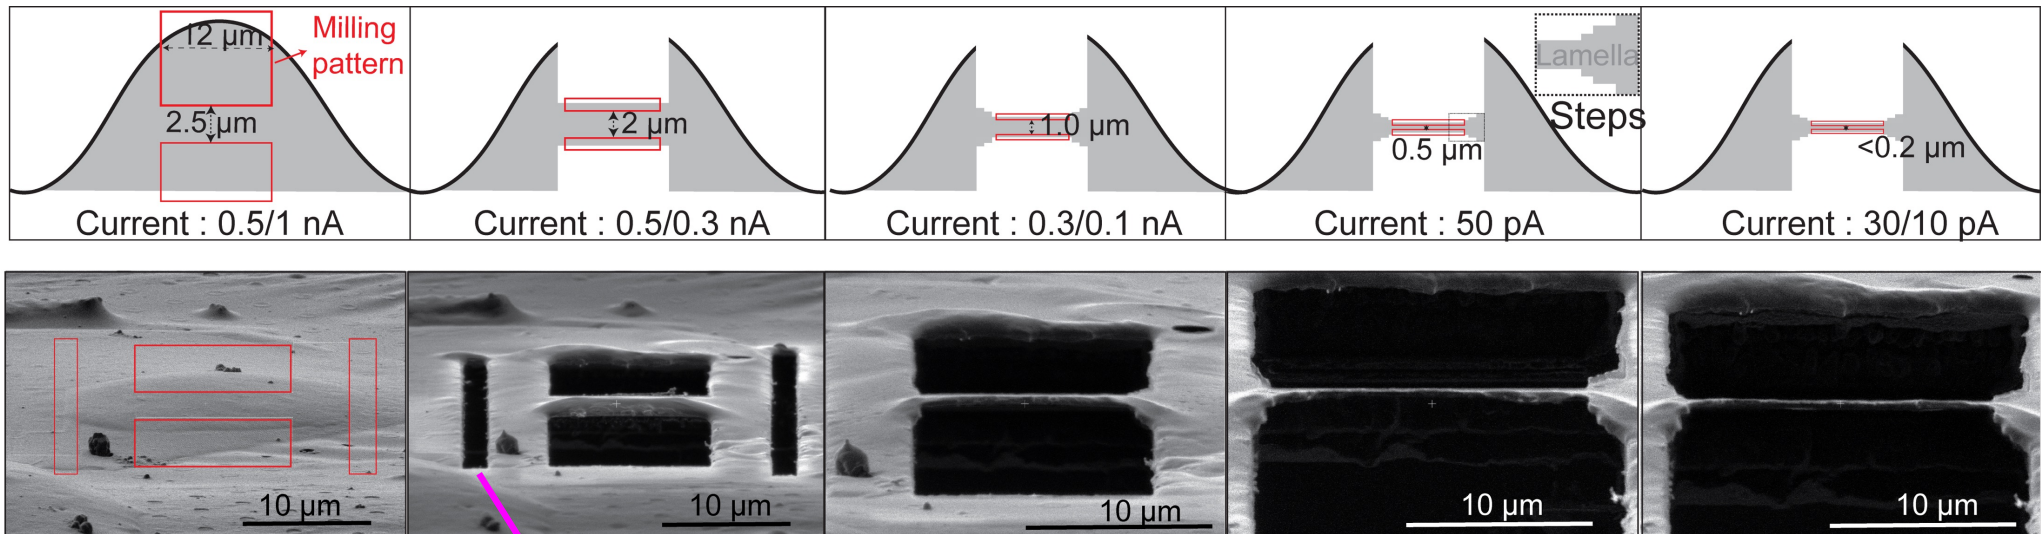 12 μm
Milling
pattern
2.5 μm
Current : 0.5/1 nA
2 μm
Current : 0.5/0.3 nA
1.0 μm
Current : 0.3/0.1 nA
Lamella
Steps
0.5 μm
Current : 50 pA
<0.2 μm
Current : 30/10 pA
10 μm
10 μm
10 μm
10 μm
10 μm